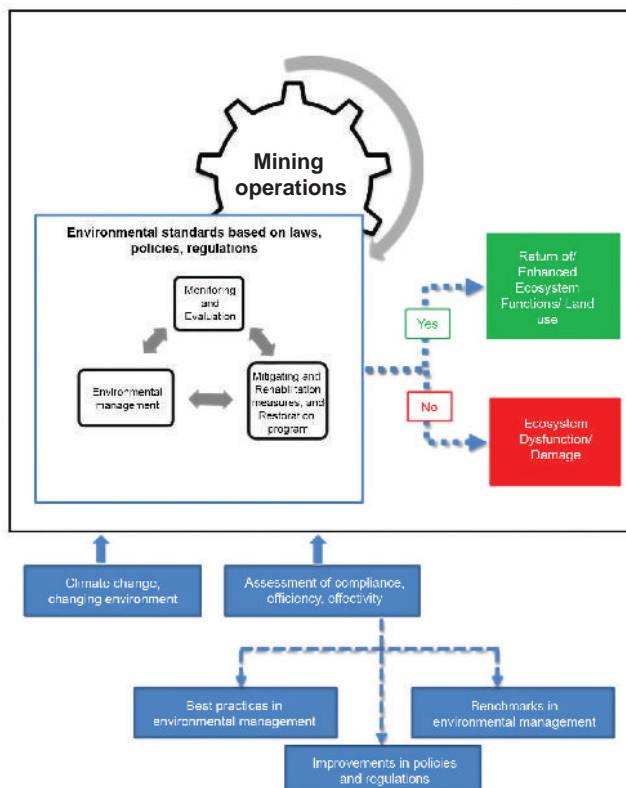 Mining
operations
Environmental standards based on laws,
policies, regulations
Monitoring
and
Evaluation
Environmental
management
Mitigating and
Rehabilitation
measures, and
Restoration
program
Yes
No
Return of/
Enhanced
Ecosystem
Functions/ Land
use
Ecosystem
Dysfunction/
Damage
Climate change,
changing environment
Assessment of compliance,
efficiency, effectivity
Best practices in
environmental management
Benchmarks in
environmental management
Improvements in policies
and regulations